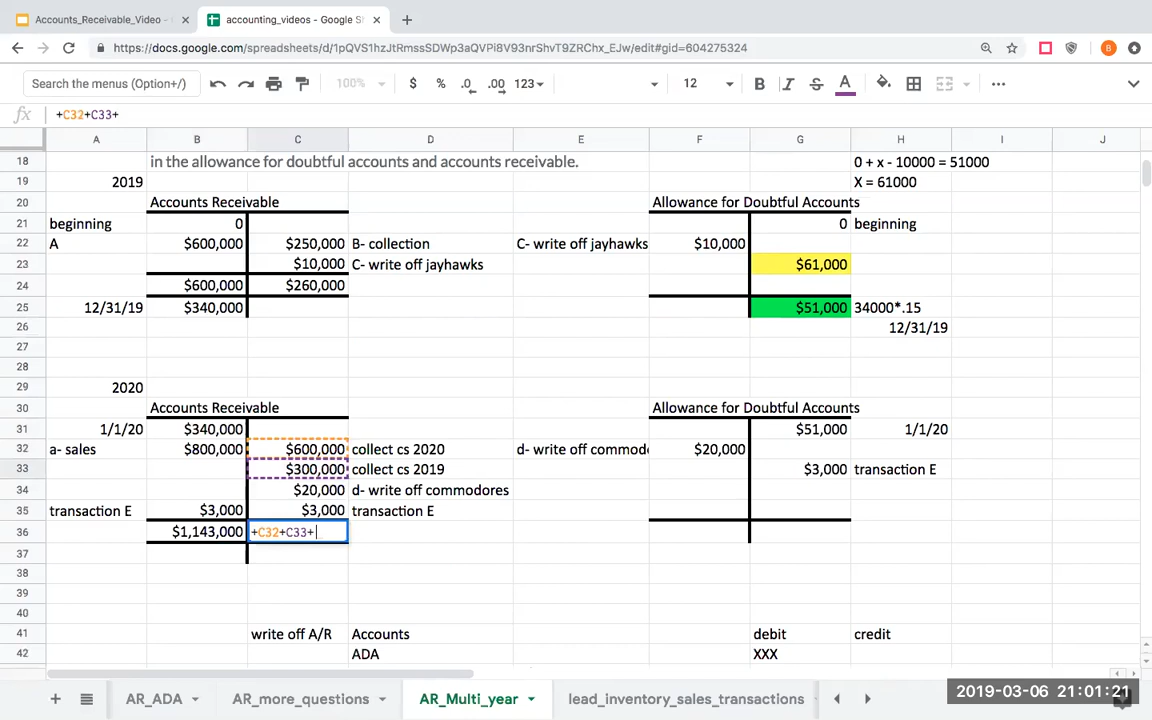 Accounts_Receivable_Video -
accounting_videos - Google S
https://docs.google.com/spreadsheets/d/1pQVS1hzJtRmssSDWp3aQVPi8V93nrShvT9ZRChx_EJw/edit#gid=604275324
B
Search the menus (Option+/)
100%
$ % .0 .00 123
12 B I S A
fx +C32+C33+
A B C D E F G H I J
18 in the allowance for doubtful accounts and accounts receivable. 0 + x - 10000 = 51000
19 2019 X = 61000
20 Accounts Receivable Allowance for Doubtful Accounts
21 beginning 0 0 beginning
22 A $600,000 $250,000 B- collection C- write off jayhawks $10,000
23 $10,000 C- write off jayhawks $61,000
24 $600,000 $260,000
25 12/31/19 $340,000 $51,000 34000*.15
26 12/31/19
27
28
29 2020
30 Accounts Receivable Allowance for Doubtful Accounts
31 1/1/20 $340,000 $51,000 1/1/20
32 a- sales $800,000 $600,000 collect cs 2020 d- write off commod $20,000
33 $300,000 collect cs 2019 $3,000 transaction E
34 $20,000 d- write off commodores
35 transaction E $3,000 $3,000 transaction E
36 $1,143,000 +C32+C33+
37
38
39
40
41 write off A/R Accounts debit credit
42 ADA XXX
AR_ADA AR_more_questions AR_Multi_year lead_inventory_sales_transactions
2019-03-06 21:01:21